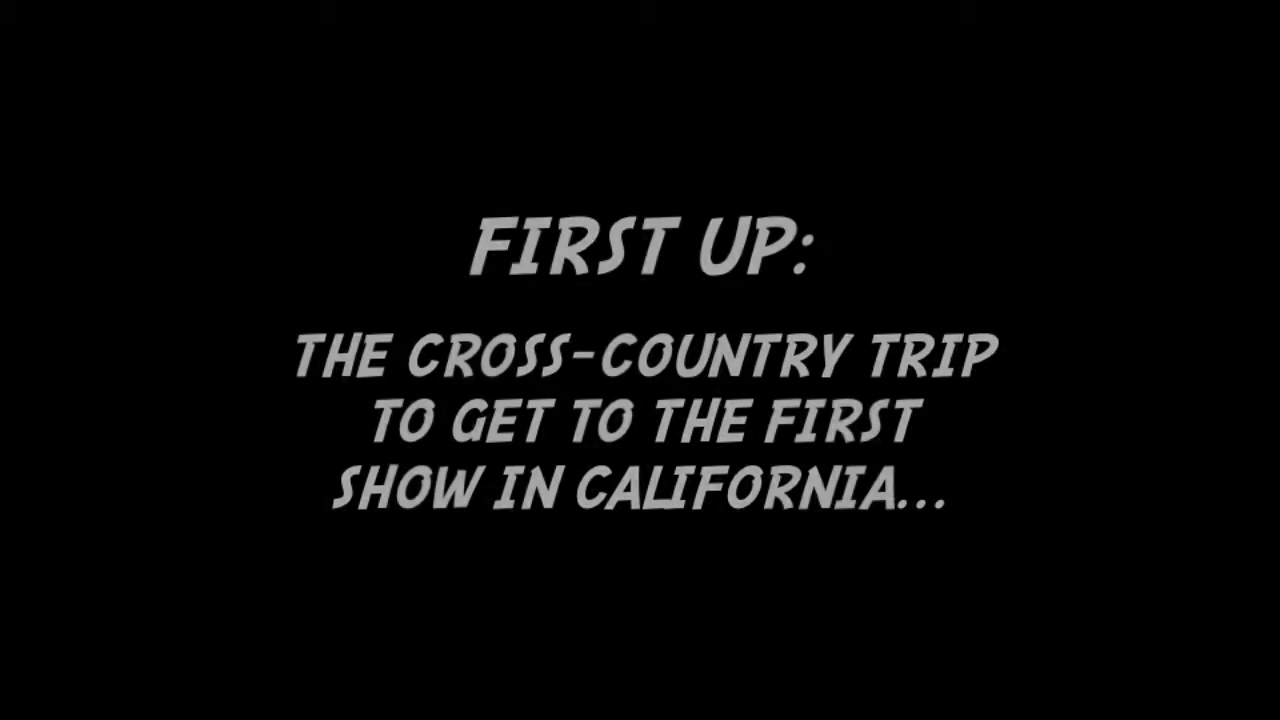 FIRST UP:
THE CROSS-COUNTRY TRIP
TO GET TO THE FIRST
SHOW IN CALIFORNIA...